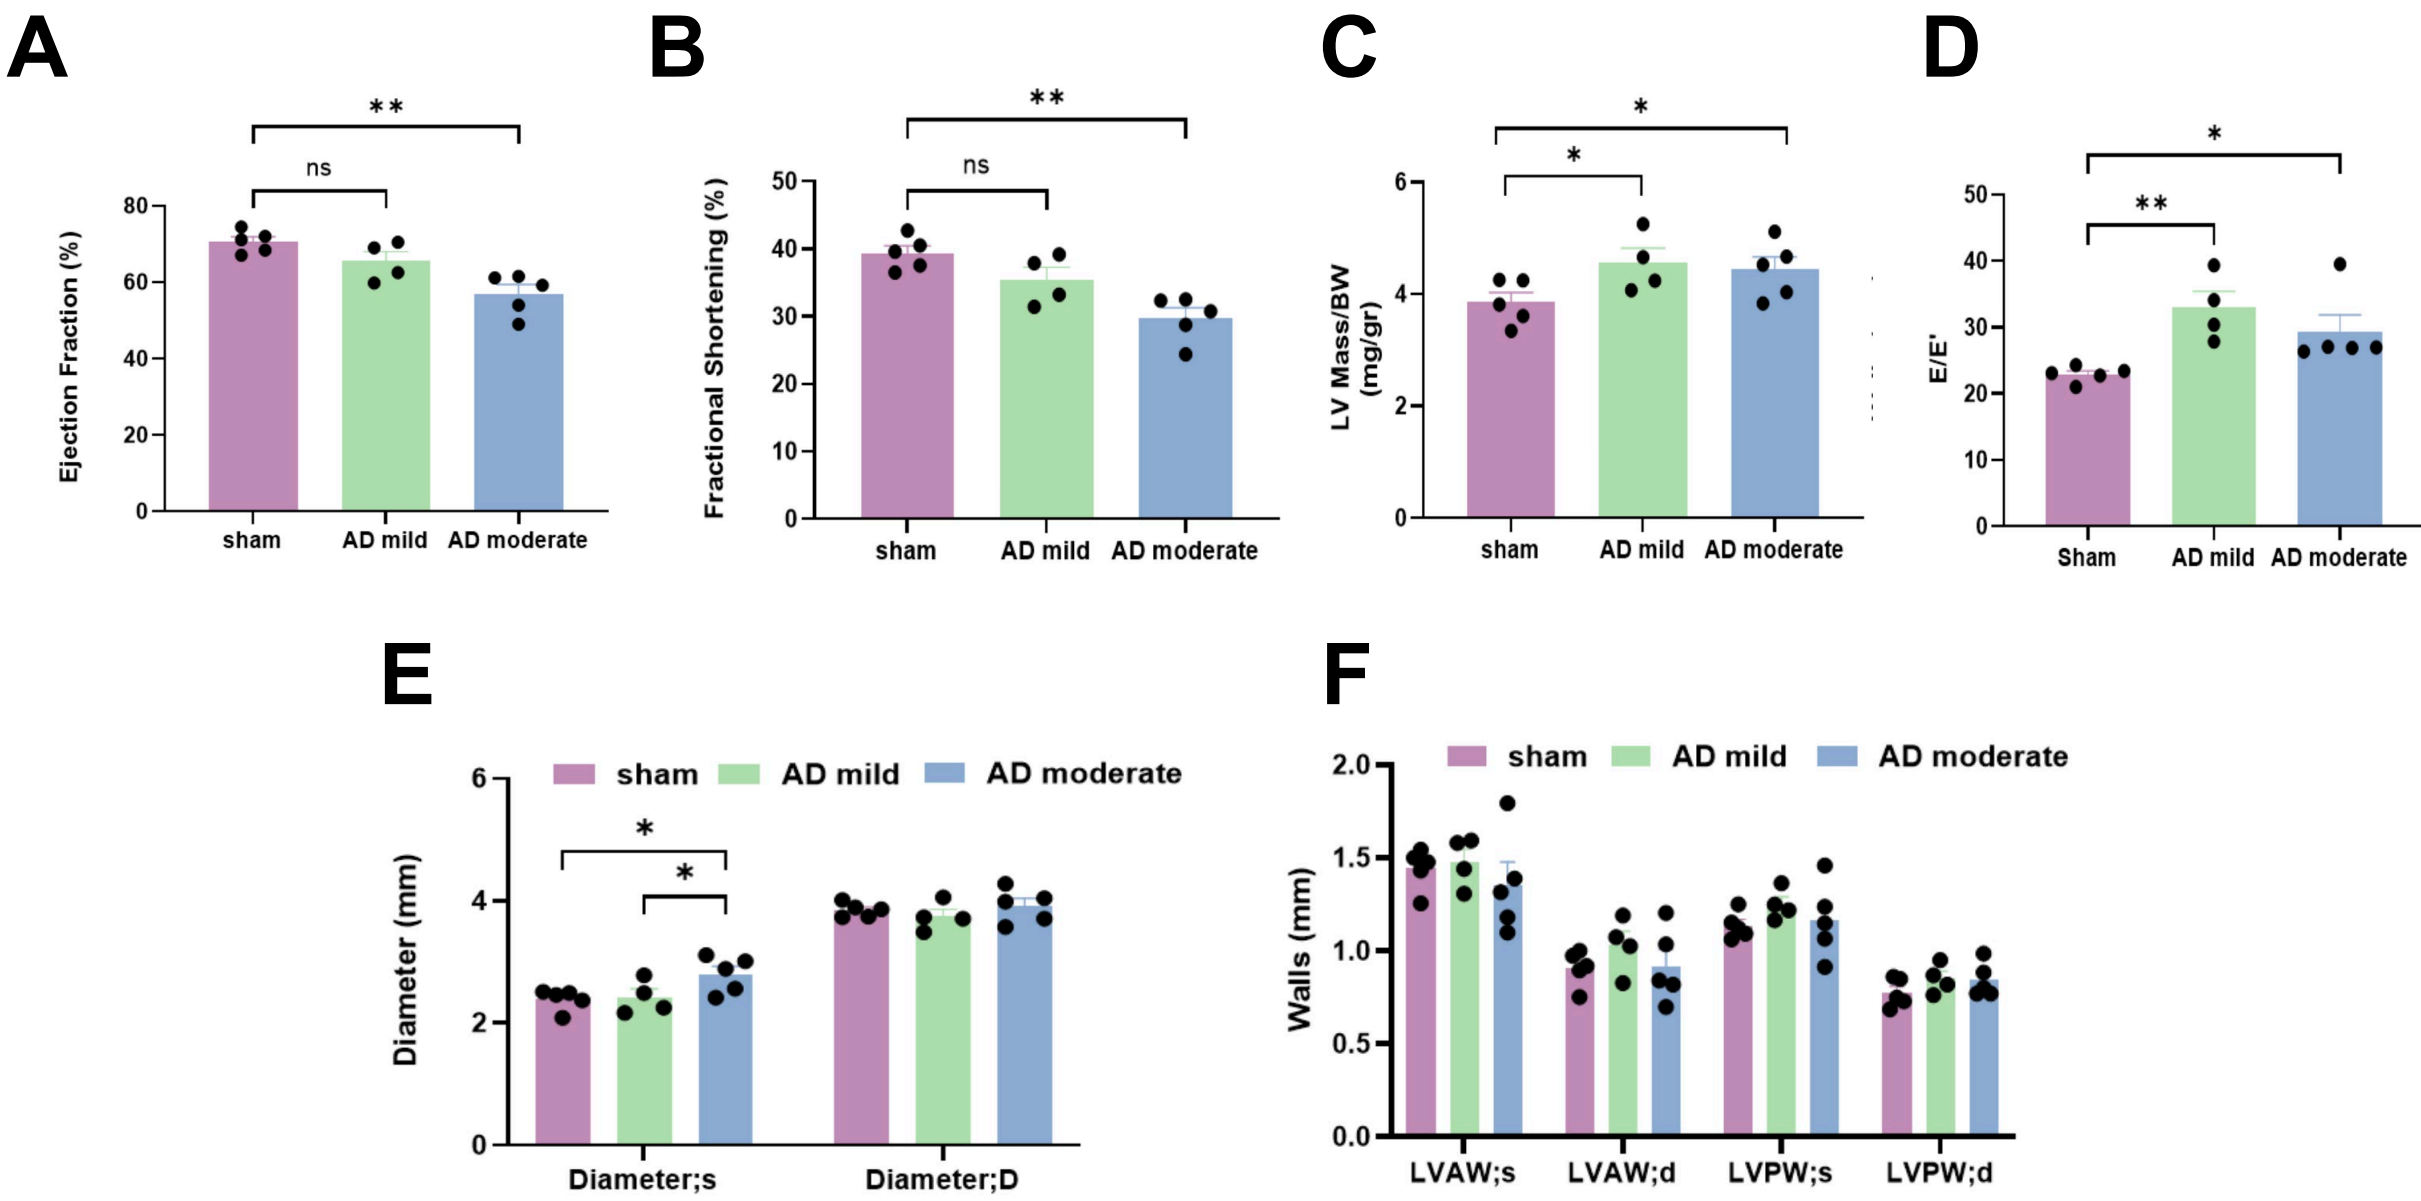 A
B
C
D
**
ns
Ejection Fraction (%)
80
60
40
20
0
sham AD mild AD moderate
**
ns
Fractional Shortening (%)
50
40
30
20
10
0
sham AD mild AD moderate
*
*
LV Mass/BW
(mg/gr)
6
4
2
0
sham AD mild AD moderate
*
**
E/E'
50
40
30
20
10
0
Sham AD mild AD moderate
E
F
sham AD mild AD moderate
*
*
Diameter (mm)
6
4
2
0
Diameter;s Diameter;D
sham AD mild AD moderate
Walls (mm)
2.0
1.5
1.0
0.5
0.0
LVAW;s LVAW;d LVPW;s LVPW;d